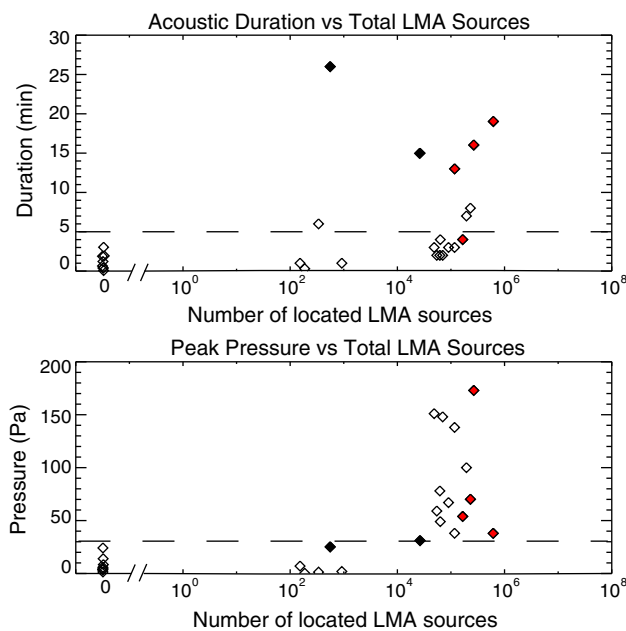 Acoustic Duration vs Total LMA Sources
30
25
20
15
10
5
0
Duration (min)
0 10^0 10^2 10^4 10^6 10^8
Number of located LMA sources
Peak Pressure vs Total LMA Sources
200
150
100
50
0
Pressure (Pa)
0 10^0 10^2 10^4 10^6 10^8
Number of located LMA sources